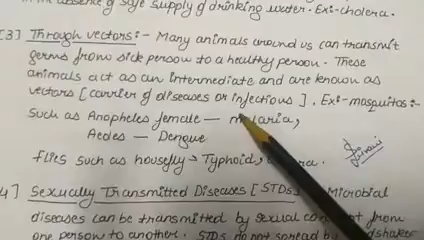 in the absence of safe supply of drinking water. Ex:- cholera.
[3] Through vectors:- Many animals around us can transmit
germs from sick person to a healthy person. These
animals act as an intermediate and are known as
vectors [carrier of diseases or infectious]. Ex:- mosquitos:-
Such as Anopheles female — malaria,
Aedes — Dengue
flies such as housefly → Typhoid,
4] Sexually Transmitted Diseases [STDs] Microbial
diseases can be transmitted by sexual from
one person to another. STDs do not spread by